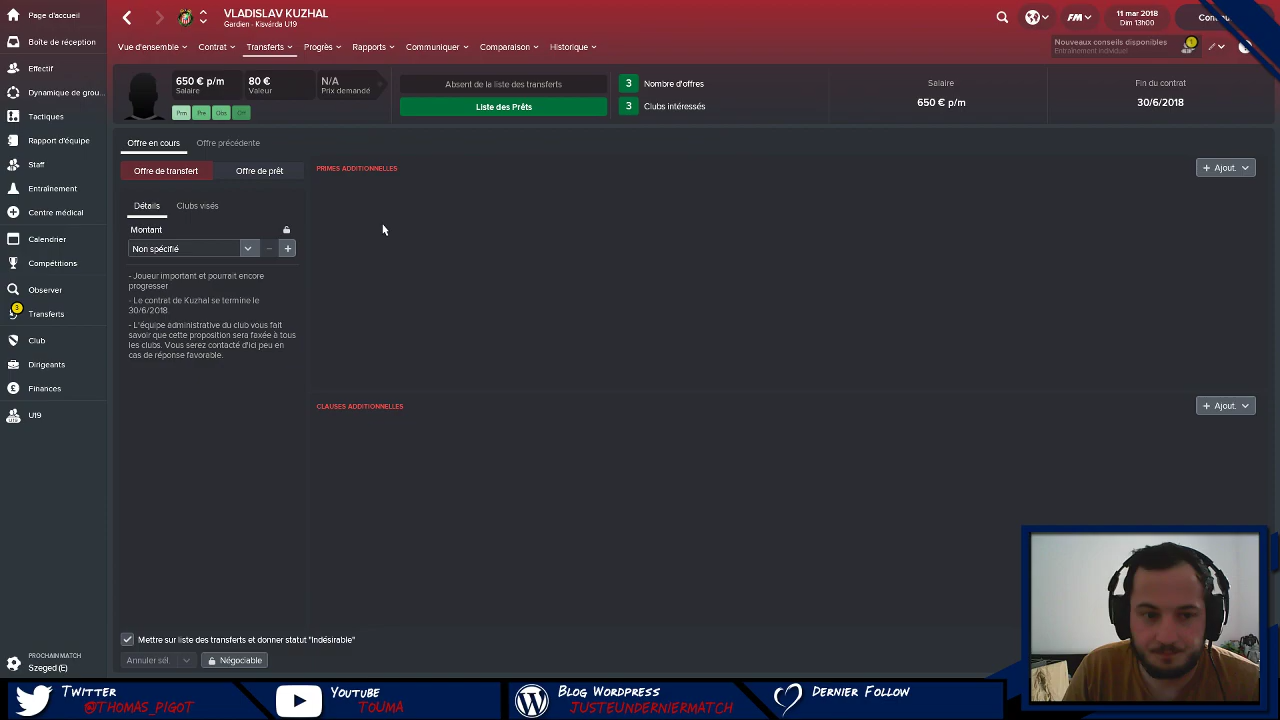 Page d'accueil
Boîte de réception
Effectif
Dynamique de grou...
Tactiques
Rapport d'équipe
Staff
Entraînement
Centre médical
Calendrier
Compétitions
Observer
3
Transferts
Club
Dirigeants
Finances
U19
PROCHAIN MATCH
Szeged (E)
VLADISLAV KUZHAL
Gardien - Kisvárda U19
FM
11 mar 2018
Dim 13h00
Vue d'ensemble
Contrat
Transferts
Progrès
Rapports
Communiquer
Comparaison
Historique
Nouveaux conseils disponibles
Entraînement individuel
1
650 € p/m
Salaire
80 €
Valeur
N/A
Prix demandé
Prm
Pre
Obs
Absent de la liste des transferts
Liste des Prêts
3 Nombre d'offres
3 Clubs intéressés
Salaire
650 € p/m
Fin du contrat
30/6/2018
Offre en cours
Offre précédente
Offre de transfert
Offre de prêt
Détails
Clubs visés
Montant
Non spécifié
- Joueur important et pourrait encore
progresser
- Le contrat de Kuzhal se termine le
30/6/2018.
- L'équipe administrative du club vous fait
savoir que cette proposition sera faxée à tous
les clubs. Vous serez contacté d'ici peu en
cas de réponse favorable.
PRIMES ADDITIONNELLES
+ Ajout.
CLAUSES ADDITIONNELLES
+ Ajout.
Mettre sur liste des transferts et donner statut "Indésirable"
Annuler sél.
Négociable
Twitter
@Thomas_Pigot
Youtube
Touma
Blog Wordpress
Justeunderniermatch
Dernier Follow